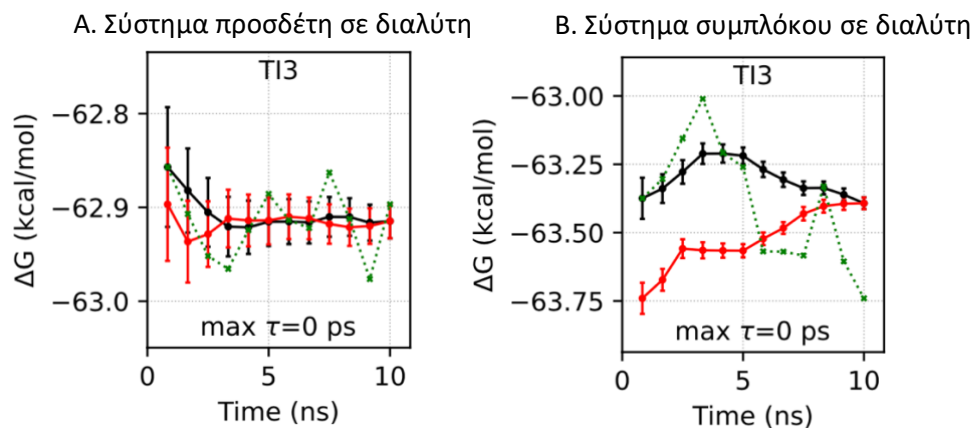 Α. Σύστημα προσδέτη σε διαλύτη
TI3
ΔG (kcal/mol)
−62.8
−62.9
−63.0
max τ=0 ps
0
5
10
Time (ns)
Β. Σύστημα συμπλόκου σε διαλύτη
TI3
ΔG (kcal/mol)
−63.00
−63.25
−63.50
−63.75
max τ=0 ps
0
5
10
Time (ns)